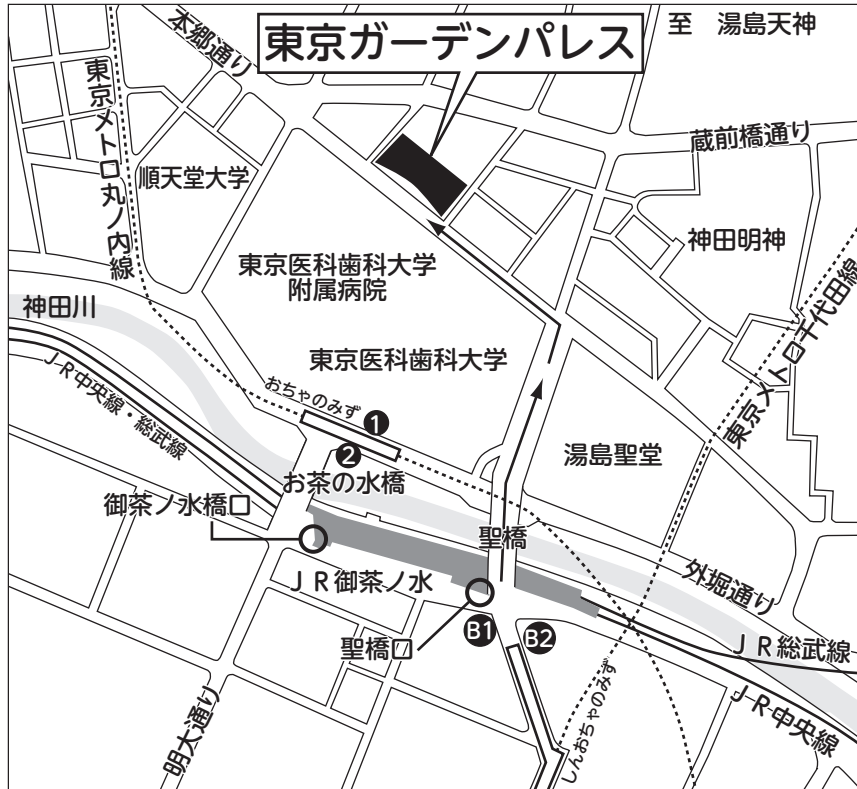 本郷通り
東京ガーデンパレス
至　湯島天神
東京メトロ丸ノ内線
順天堂大学
蔵前橋通り
神田明神
東京医科歯科大学
附属病院
神田川
東京医科歯科大学
東京メトロ千代田線
JR中央線・総武線
おちゃのみず
1
2
湯島聖堂
お茶の水橋
御茶ノ水橋口
聖橋
外堀通り
JR御茶ノ水
聖橋口
B1
B2
JR総武線
JR中央線
しんおちゃのみず
明大通り